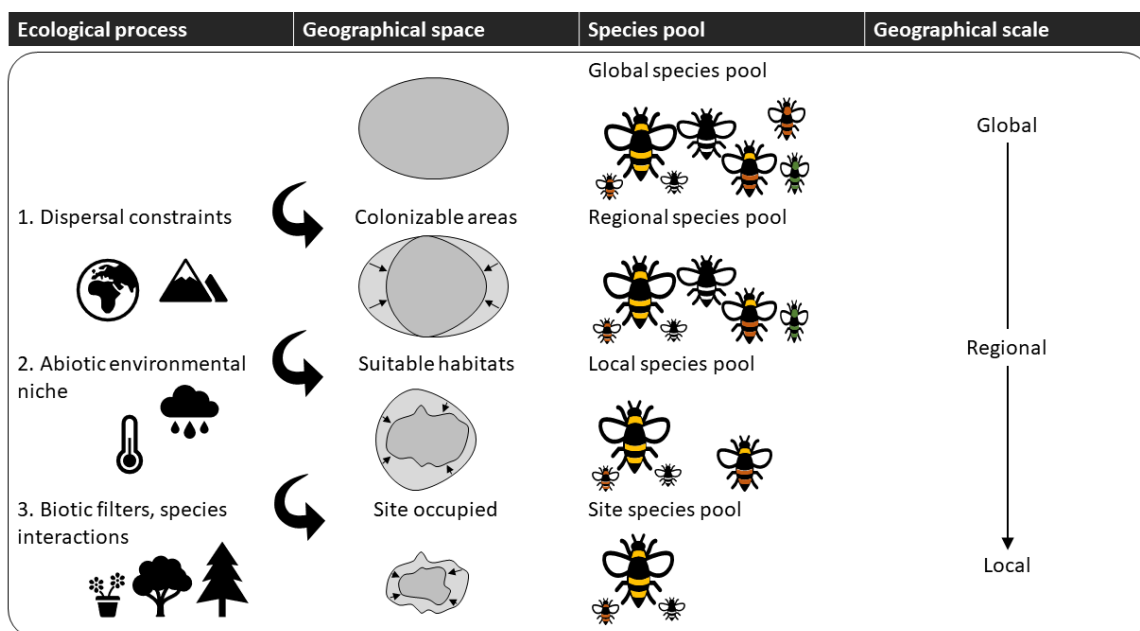 Ecological process
Geographical space
Species pool
Geographical scale
Global species pool
Global
1. Dispersal constraints
Colonizable areas
Regional species pool
Regional
2. Abiotic environmental
niche
Suitable habitats
Local species pool
3. Biotic filters, species
interactions
Site occupied
Site species pool
Local